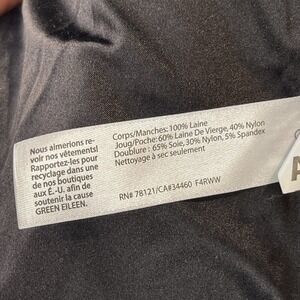 Nous aimerions re-
voir nos vêtements!
Rapportez-les pour
recyclage dans une
de nos boutiques
aux É.-U. afin de
soutenir la cause
GREEN EILEEN.
Corps/Manches: 100% Laine
Joug/Poche: 60% Laine De Vierge, 40% Nylon
Doublure : 65% Soie, 30% Nylon, 5% Spandex
Nettoyage à sec seulement
RN# 78121/CA#34460 F4RWW
A